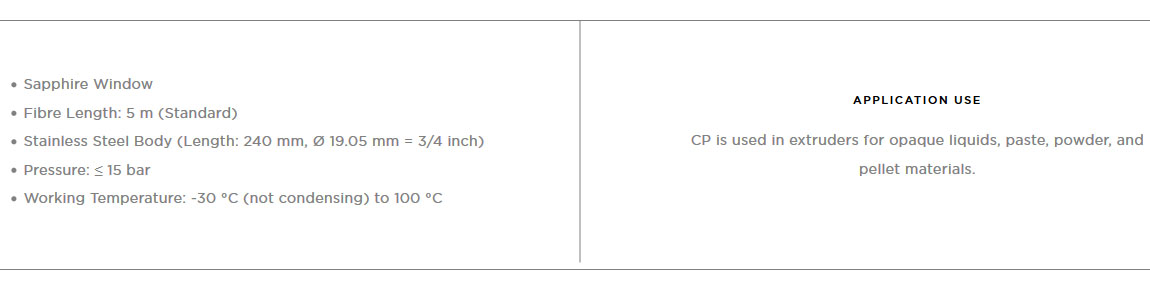 • Sapphire Window
• Fibre Length: 5 m (Standard)
• Stainless Steel Body (Length: 240 mm, Ø 19.05 mm = 3/4 inch)
• Pressure: ≤ 15 bar
• Working Temperature: -30 °C (not condensing) to 100 °C
APPLICATION USE
CP is used in extruders for opaque liquids, paste, powder, and
pellet materials.